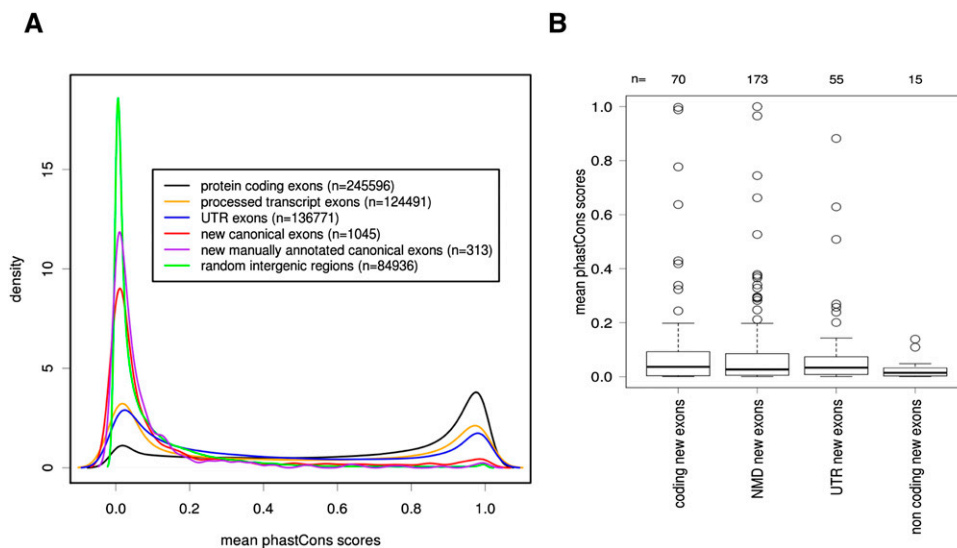 A
density
0
5
10
15
protein coding exons (n=245596)
processed transcript exons (n=124491)
UTR exons (n=136771)
new canonical exons (n=1045)
new manually annotated canonical exons (n=313)
random intergenic regions (n=84936)
0.0 0.2 0.4 0.6 0.8 1.0
mean phastCons scores
B
n= 70 173 55 15
mean phastCons scores
1.0
0.8
0.6
0.4
0.2
0.0
coding new exons
NMD new exons
UTR new exons
non coding new exons